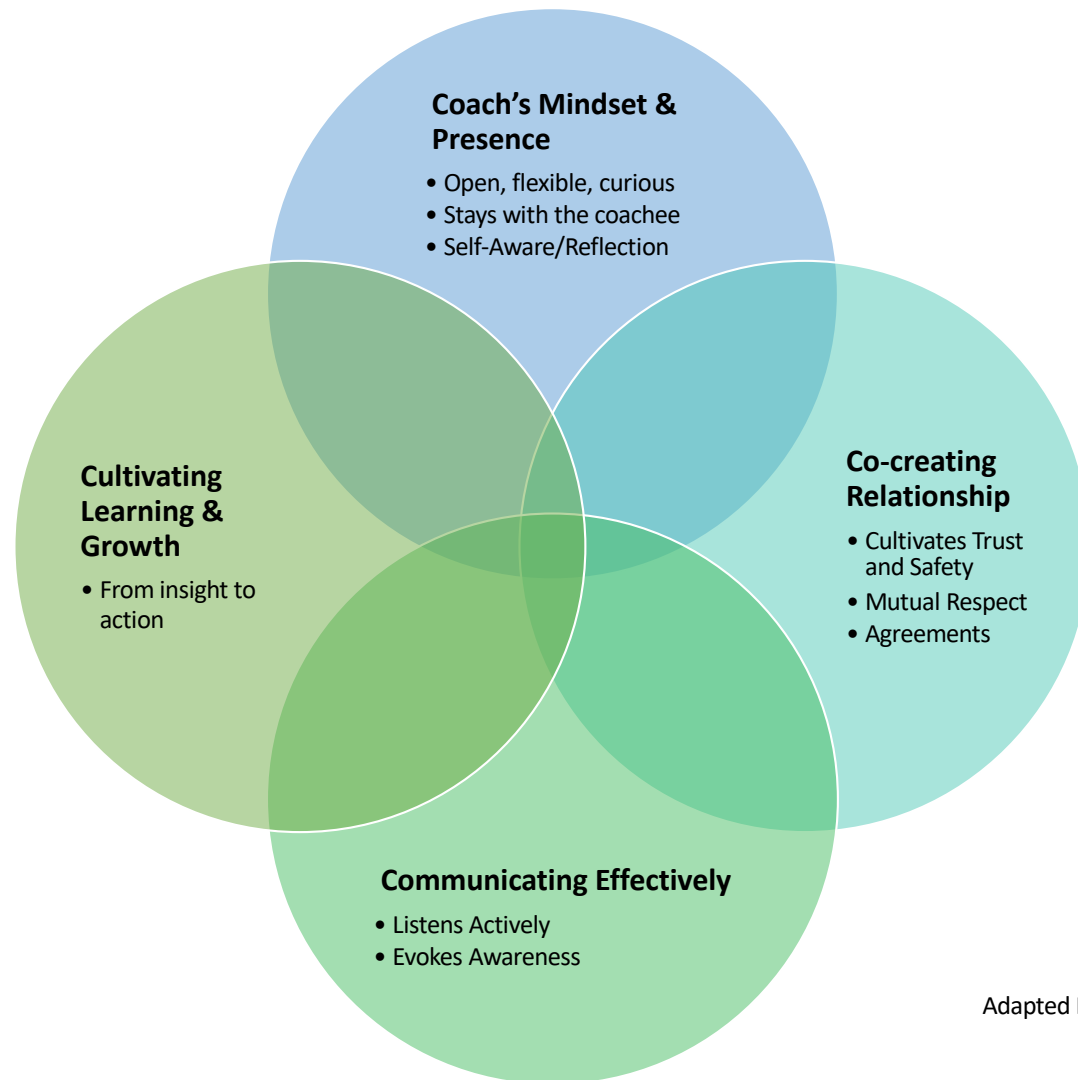 Coach’s Mindset &
Presence
• Open, flexible, curious
• Stays with the coachee
• Self-Aware/Reflection
Cultivating
Learning &
Growth
• From insight to
action
Co-creating
Relationship
• Cultivates Trust
and Safety
• Mutual Respect
• Agreements
Communicating Effectively
• Listens Actively
• Evokes Awareness
Adapted